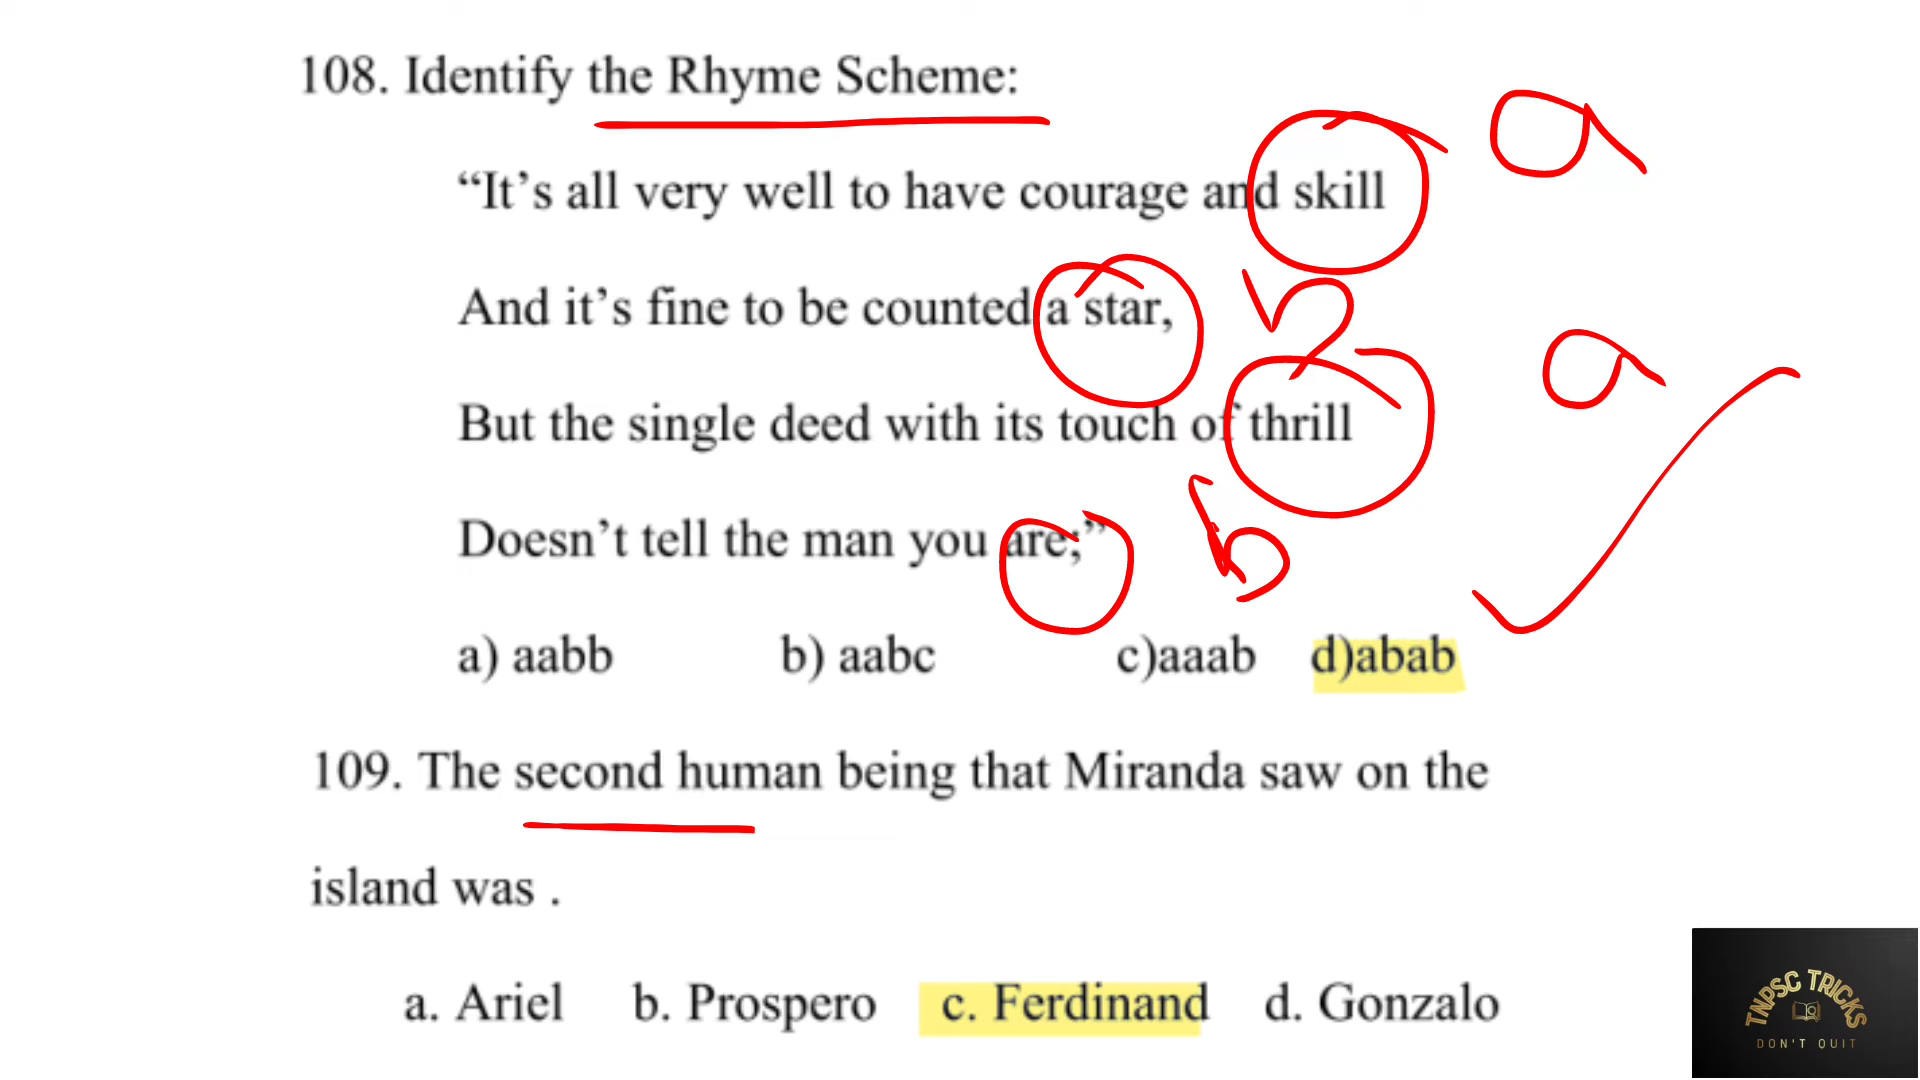 108. Identify the Rhyme Scheme:
a
“It’s all very well to have courage and skill
And it’s fine to be counted a star,
a
But the single deed with its touch of thrill
b
Doesn’t tell the man you are;”
a) aabb b) aabc c)aaab d)abab
109. The second human being that Miranda saw on the
island was .
a. Ariel b. Prospero c. Ferdinand d. Gonzalo
TNPSC TRICKS
DON'T QUIT